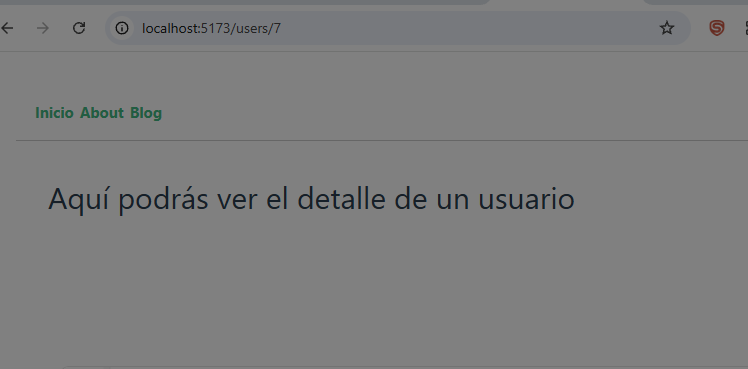 localhost:5173/users/7
Inicio About Blog
Aquí podrás ver el detalle de un usuario